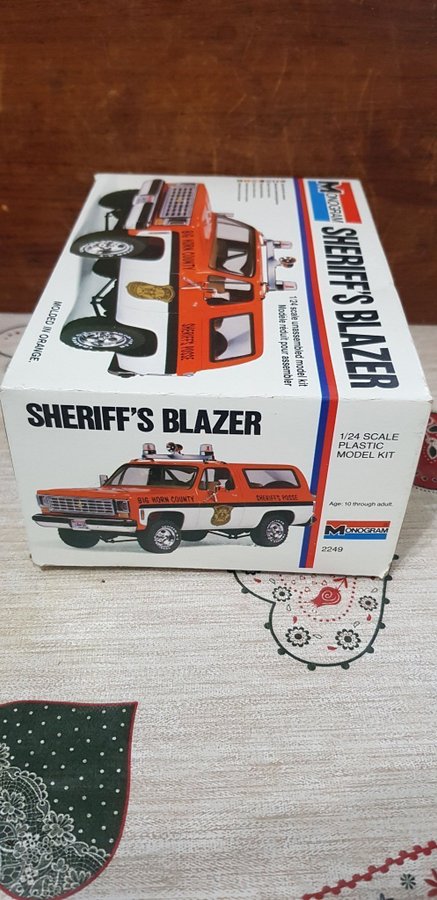 MONOGRAM
SHERIFF'S BLAZER
1/24 scale unassembled model kit
Modèle réduit pour assembler
BIG HORN COUNTY
SHERIFF'S POSSE
MOLDED IN ORANGE
SHERIFF'S BLAZER
BIG HORN COUNTY
SHERIFF'S POSSE
1/24 SCALE
PLASTIC
MODEL KIT
Age: 10 through adult.
MONOGRAM
2249